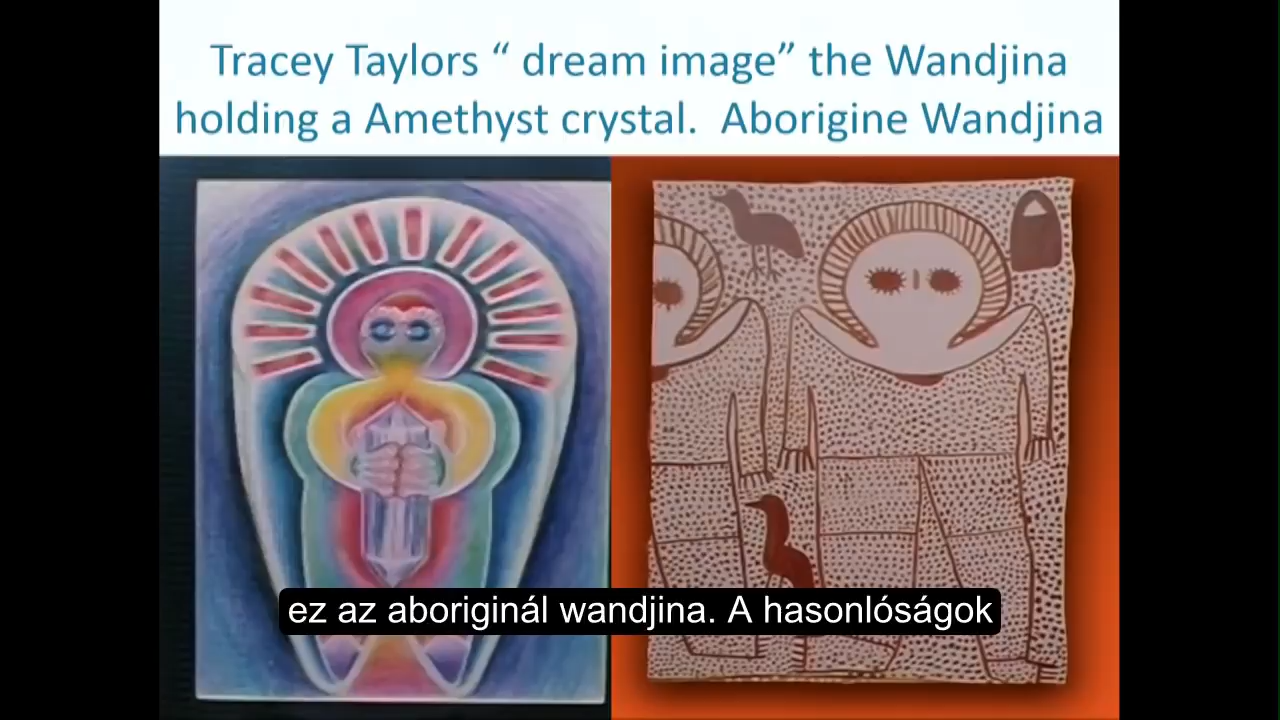 Tracey Taylors “ dream image” the Wandjina
holding a Amethyst crystal.  Aborigine Wandjina
ez az aboriginál wandjina. A hasonlóságok